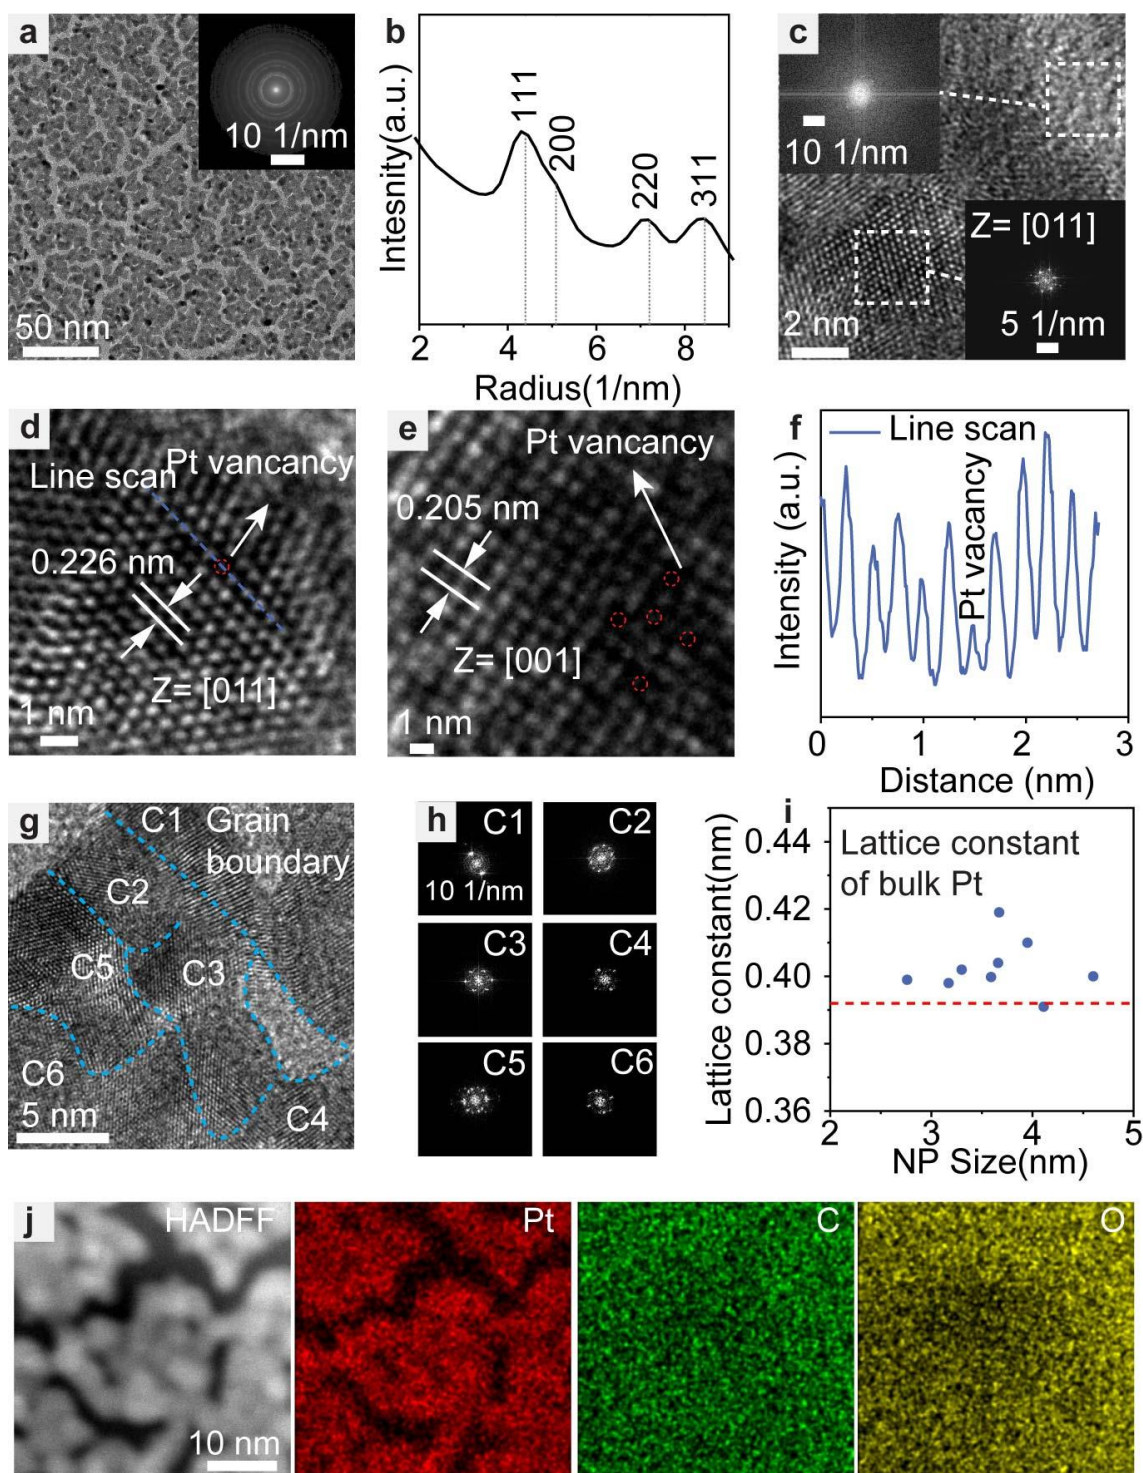 a
10 1/nm
50 nm
b
Intesnity(a.u.)
111
200
220
311
2
4
6
8
Radius(1/nm)
c
10 1/nm
Z= [011]
5 1/nm
2 nm
d
Line scan
Pt vancancy
0.226 nm
Z= [011]
1 nm
e
Pt vancancy
0.205 nm
Z= [001]
1 nm
f
Line scan
Pt vacancy
Intensity (a.u.)
0
1
2
3
Distance (nm)
g
C1
Grain
boundary
C2
C5
C3
C6
C4
5 nm
h
C1
10 1/nm
C2
C3
C4
C5
C6
i
Lattice constant
of bulk Pt
Lattice constant(nm)
0.44
0.42
0.40
0.38
0.36
2
3
4
5
NP Size(nm)
j
HADFF
Pt
C
O
10 nm